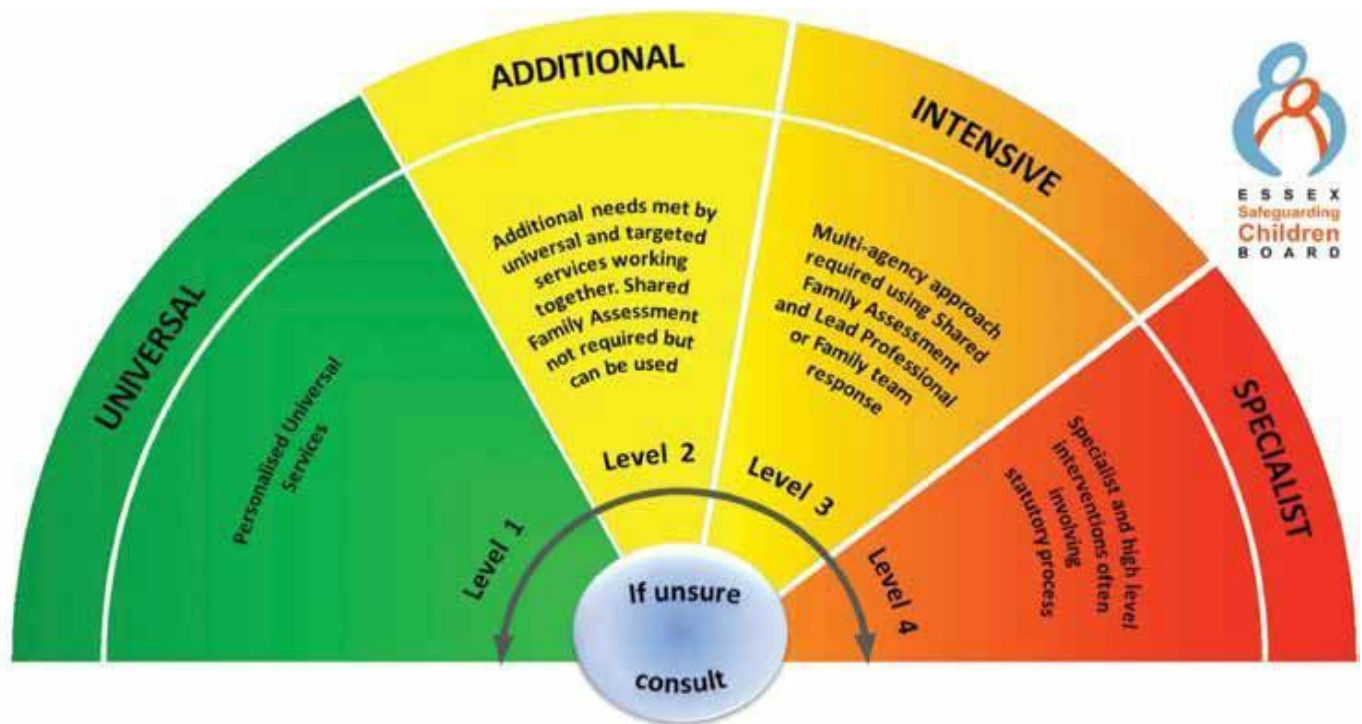 UNIVERSAL
Personalised Universal
Services
Level 1
ADDITIONAL
Additional needs met by
universal and targeted
services working
together. Shared
Family Assessment
not required but
can be used
Level 2
INTENSIVE
Multi-agency approach
required using Shared
Family Assessment
and Lead Professional
or Family team
response
Level 3
SPECIALIST
Specialist and high level
interventions often
involving
statutory process
Level 4
If unsure
consult
ESSEX
Safeguarding
Children
BOARD